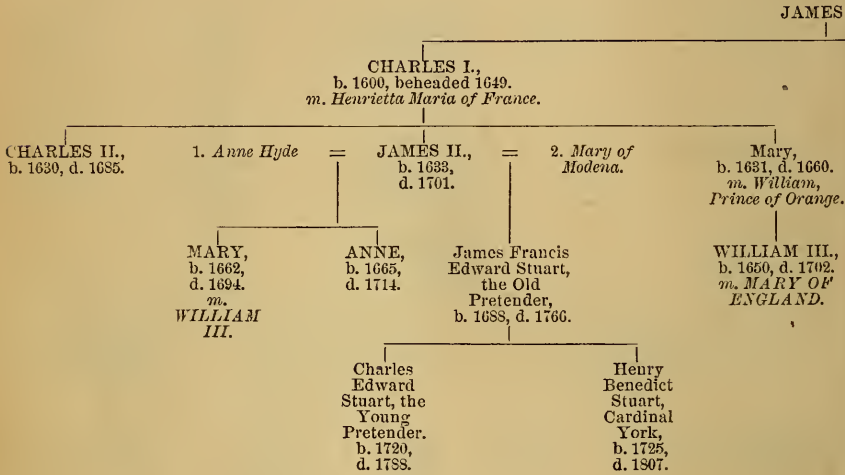 JAMES
CHARLES I.,
b. 1600, beheaded 1649.
m. Henrietta Maria of France.
CHARLES II.,
b. 1630, d. 1685.
1. Anne Hyde
=
JAMES II.,
b. 1633,
d. 1701.
=
2. Mary of
Modena.
Mary,
b. 1631, d. 1660.
m. William,
Prince of Orange.
MARY,
b. 1662,
d. 1694.
m.
WILLIAM
III.
ANNE,
b. 1665,
d. 1714.
James Francis
Edward Stuart,
the Old
Pretender,
b. 1688, d. 1766.
WILLIAM III.,
b. 1650, d. 1702.
m. MARY OF
ENGLAND.
Charles
Edward
Stuart, the
Young
Pretender.
b. 1720,
d. 1788.
Henry
Benedict
Stuart,
Cardinal
York,
b. 1725,
d. 1807.